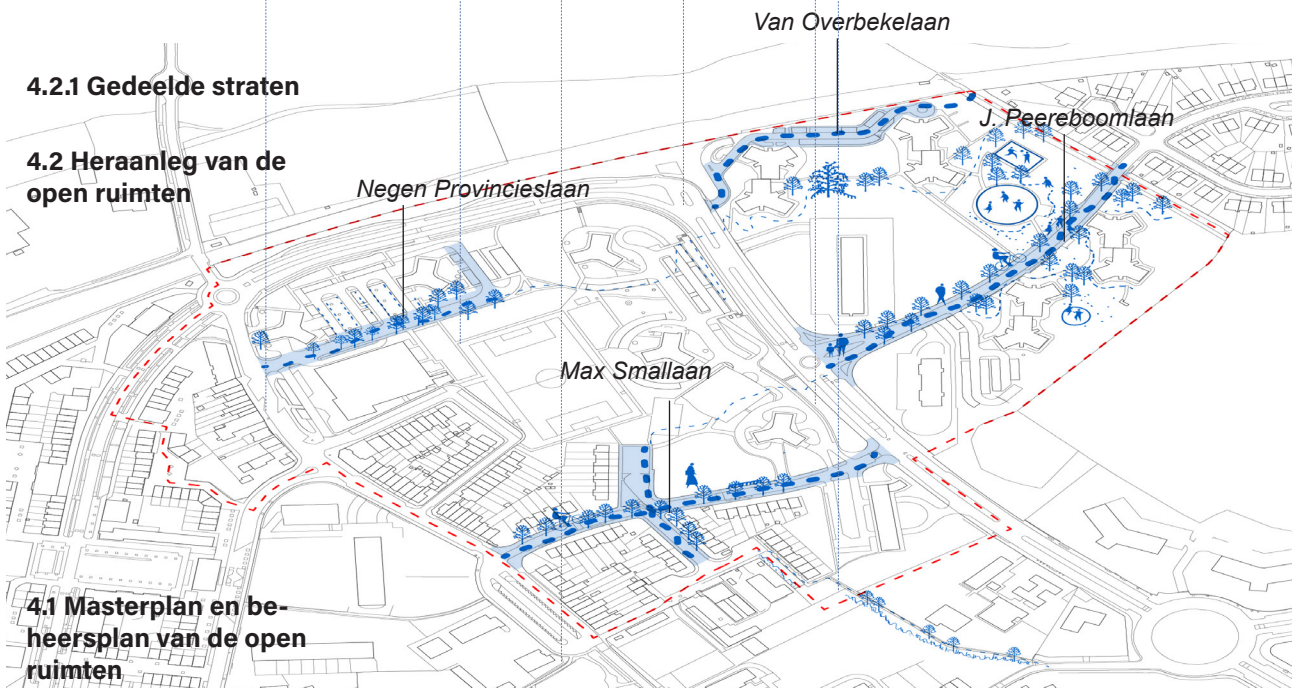 Van Overbekelaan
4.2.1 Gedeelde straten
J. Peereboomlaan
4.2 Heraanleg van de
open ruimten
Negen Provincieslaan
Max Smallaan
4.1 Masterplan en be-
heersplan van de open
ruimten